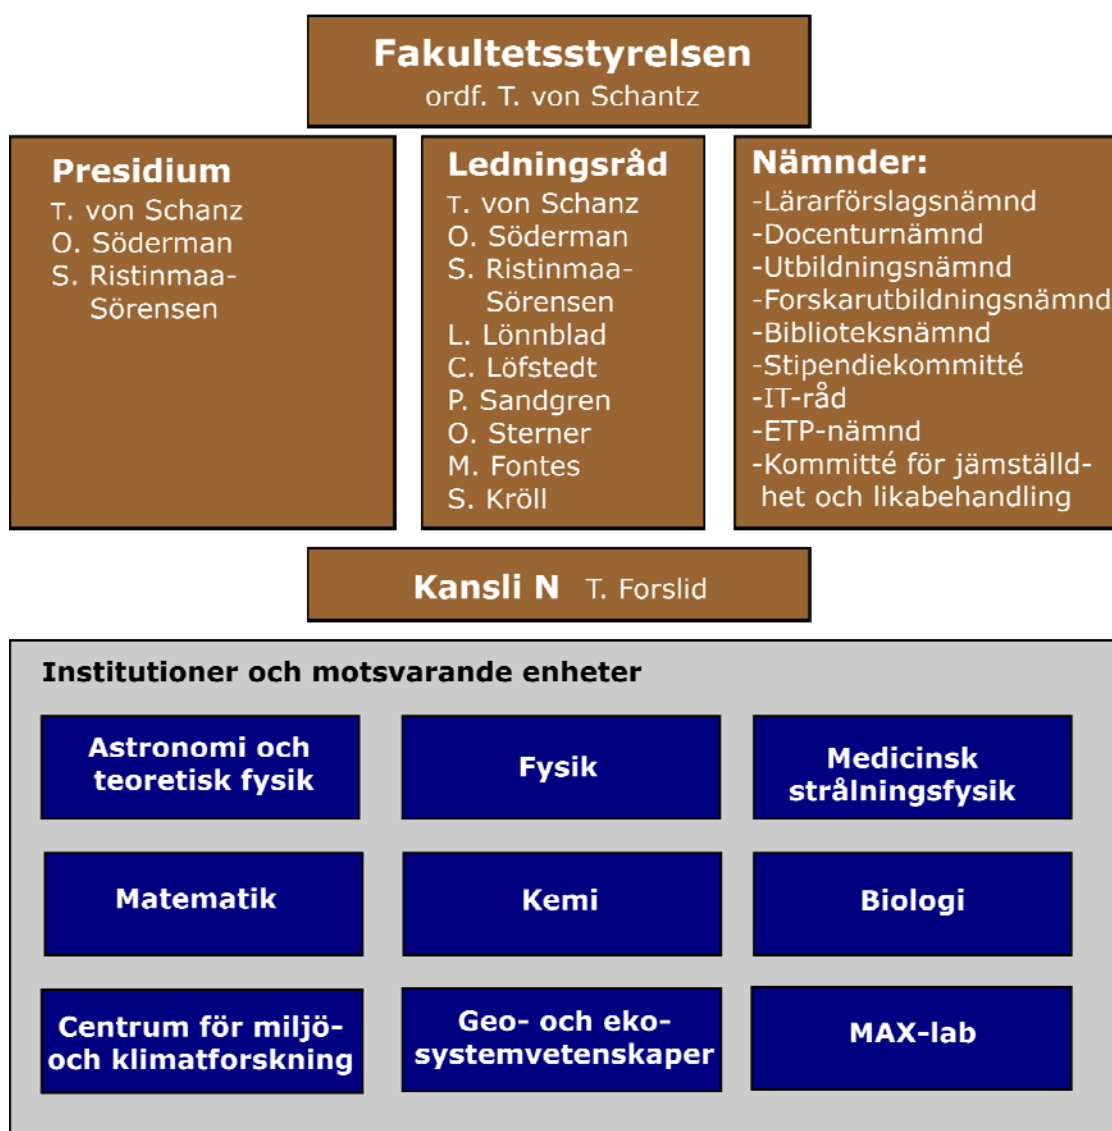 Fakultetsstyrelsen
ordf. T. von Schantz
Presidium
T. von Schanz
O. Söderman
S. Ristinmaa-
Sörensen
Ledningsråd
T. von Schanz
O. Söderman
S. Ristinmaa-
Sörensen
L. Lönnblad
C. Löfstedt
P. Sandgren
O. Sterner
M. Fontes
S. Kröll
Nämnder:
-Lärarförslagsnämnd
-Docenturnämnd
-Utbildningsnämnd
-Forskarutbildningsnämnd
-Biblioteksnämnd
-Stipendiekommitté
-IT-råd
-ETP-nämnd
-Kommitté för jämställd-
het och likabehandling
Kansli N T. Forslid
Institutioner och motsvarande enheter
Astronomi och
teoretisk fysik
Fysik
Medicinsk
strålningsfysik
Matematik
Kemi
Biologi
Centrum för miljö-
och klimatforskning
Geo- och eko-
systemvetenskaper
MAX-lab